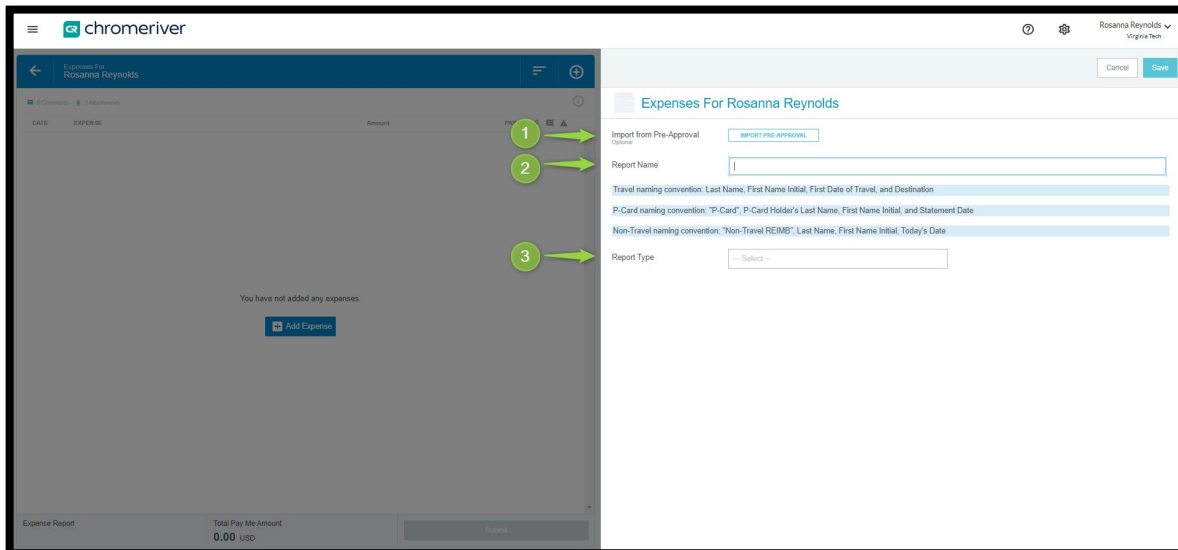 chromeriver
Rosanna Reynolds
Virginia Tech
Expenses For
Rosanna Reynolds
0 Comments 0 Attachments
DATE EXPENSE Amount
You have not added any expenses
Add Expense
Expense Report
Total Pay Me Amount
0.00 USD
Submit
Cancel
Save
Expenses For Rosanna Reynolds
1
Import from Pre-Approval
Optional
IMPORT PRE-APPROVAL
2
Report Name
Travel naming convention: Last Name, First Name Initial, First Date of Travel, and Destination
P-Card naming convention: "P-Card", P-Card Holder's Last Name, First Name Initial, and Statement Date
Non-Travel naming convention: "Non-Travel REIMB", Last Name, First Name Initial, Today's Date
3
Report Type
-- Select --